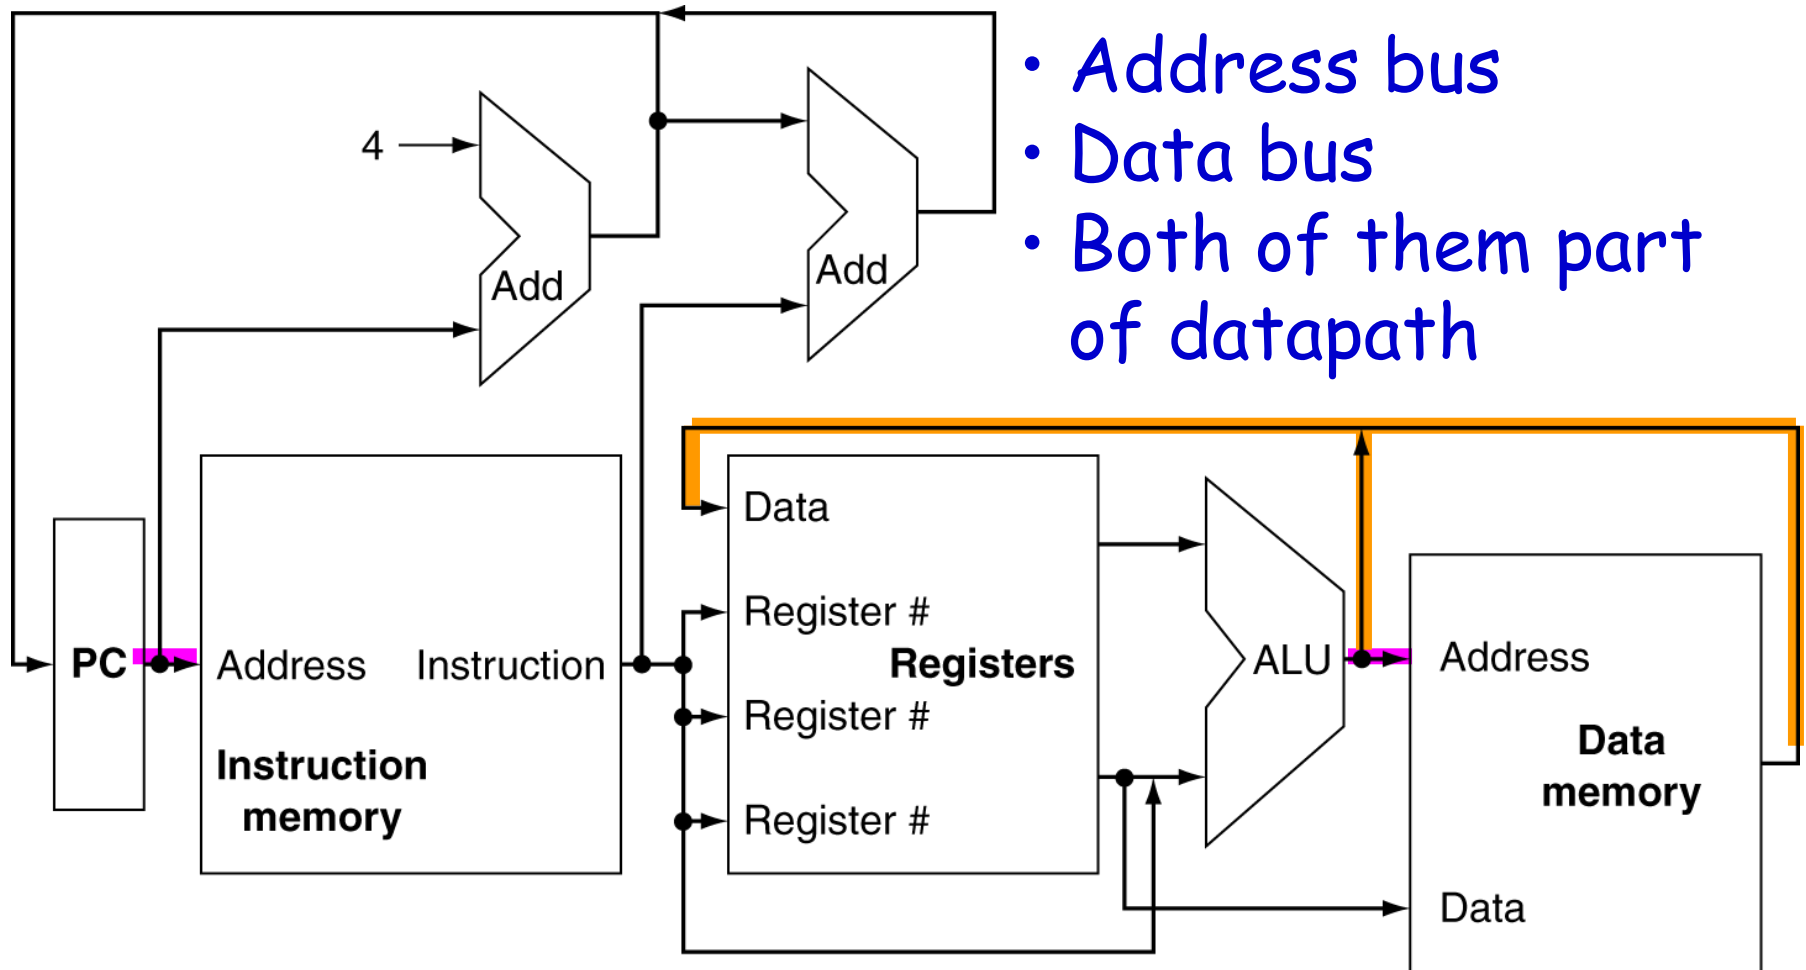 • Address bus
• Data bus
• Both of them part
of datapath
4
Add
Add
Data
Register #
PC
Address
Instruction
Registers
ALU
Address
Register #
Instruction
memory
Data
memory
Register #
Data